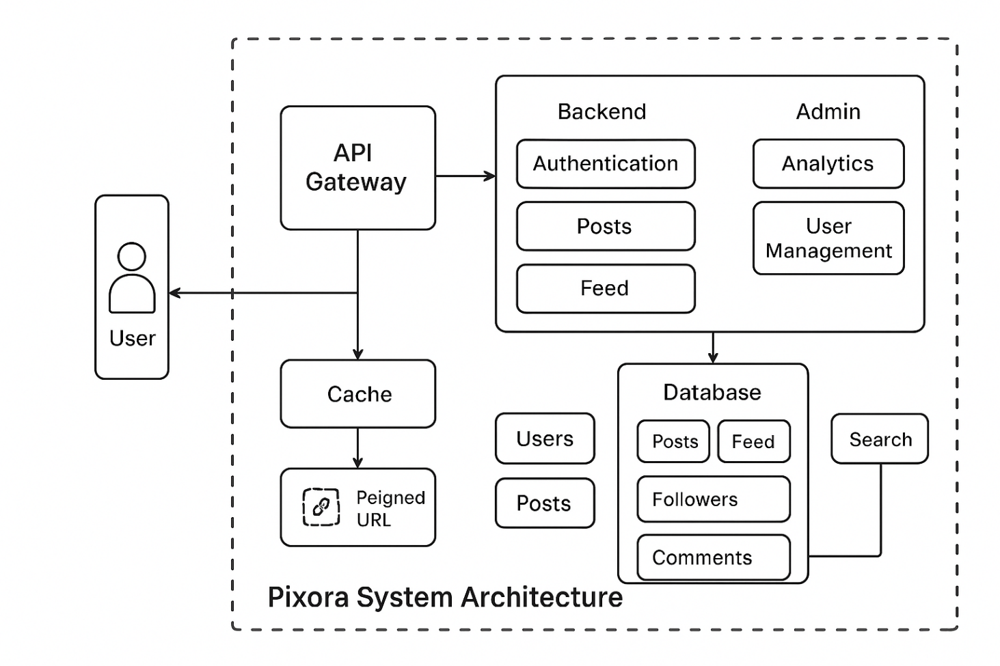 API
Gateway
Backend
Authentication
Posts
Feed
Admin
Analytics
User
Management
User
Cache
Peigned
URL
Users
Posts
Database
Posts
Feed
Followers
Comments
Search
Pixora System Architecture